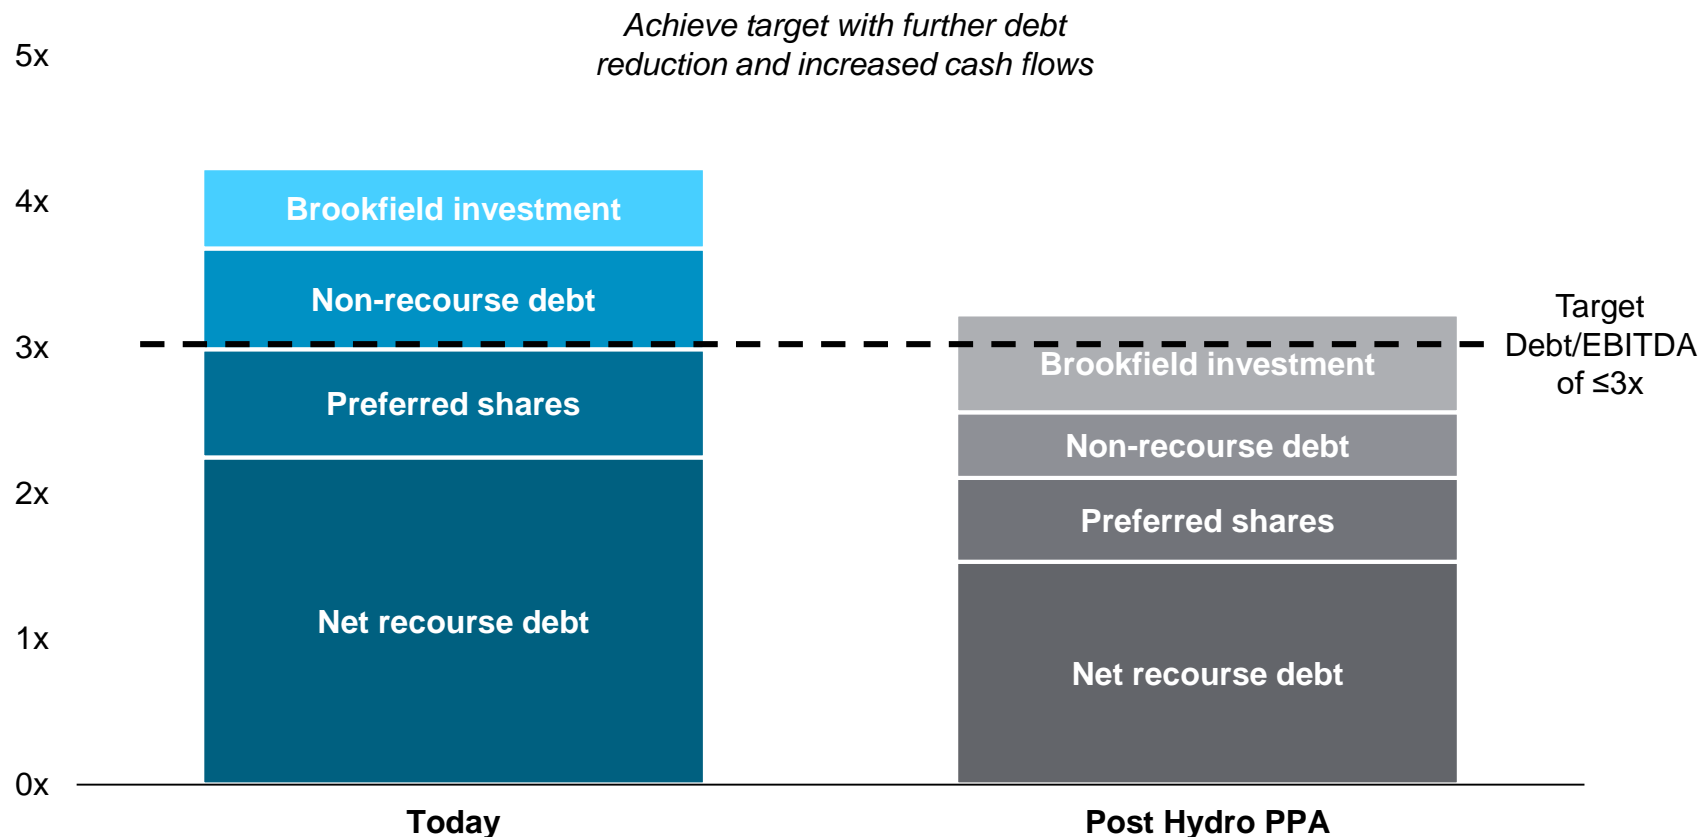 Achieve target with further debt
reduction and increased cash flows
5x
4x
3x
2x
1x
0x
Brookfield investment
Non-recourse debt
Preferred shares
Net recourse debt
Brookfield investment
Non-recourse debt
Preferred shares
Net recourse debt
Target
Debt/EBITDA
of ≤3x
Today
Post Hydro PPA